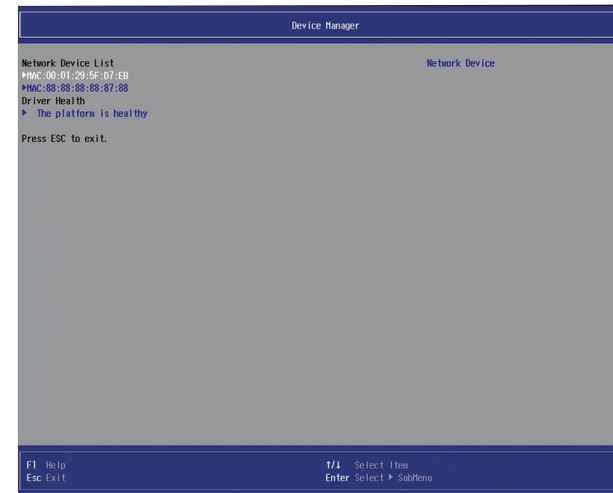 Device Manager
Network Device List
▶MAC:00:01:29:5F:D7:EB
▶MAC:88:88:88:88:87:88
Driver Health
▶ The platform is healthy
Press ESC to exit.
Network Device
F1 Help
Esc Exit
↑/↓ Select Item
Enter Select ▶ SubMenu